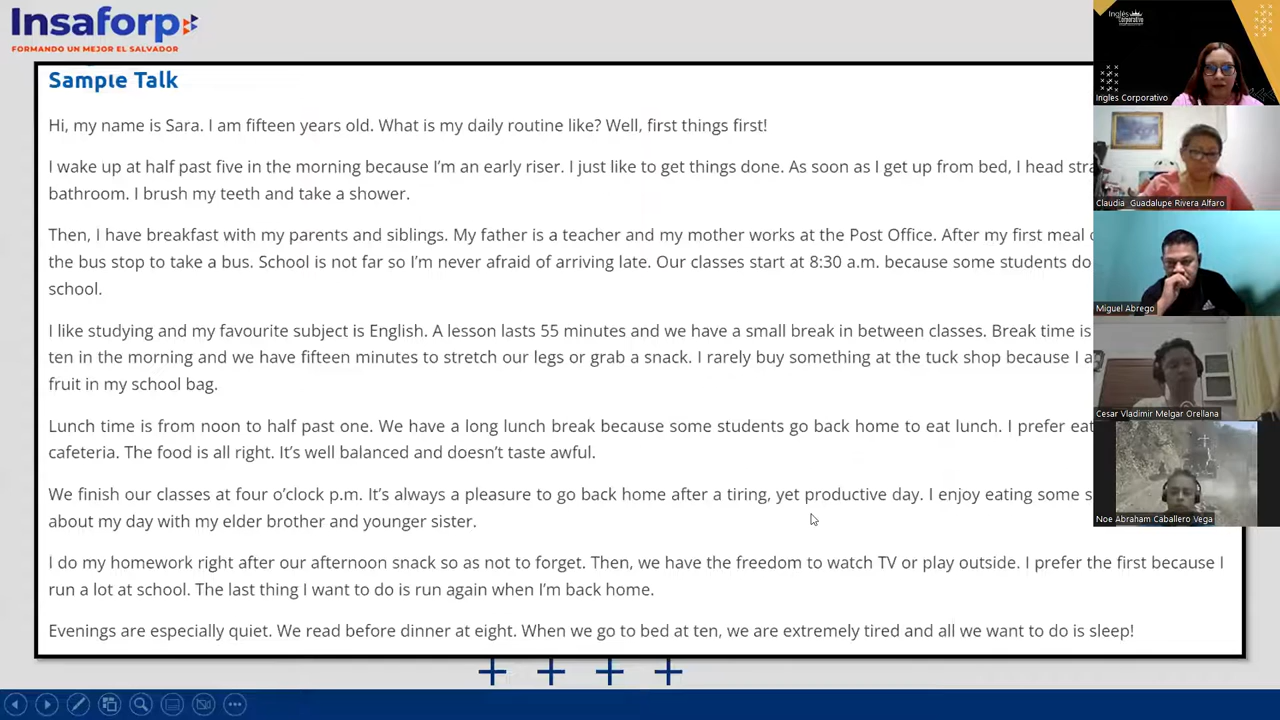 Insaforp
FORMANDO UN MEJOR EL SALVADOR
Sample Talk
Hi, my name is Sara. I am fifteen years old. What is my daily routine like? Well, first things first!
I wake up at half past five in the morning because I'm an early riser. I just like to get things done. As soon as I get up from bed, I head
bathroom. I brush my teeth and take a shower.
Then, I have breakfast with my parents and siblings. My father is a teacher and my mother works at the Post Office. After my first meal
the bus stop to take a bus. School is not far so I'm never afraid of arriving late. Our classes start at 8:30 a.m. because some students do
school.
I like studying and my favourite subject is English. A lesson lasts 55 minutes and we have a small break in between classes. Break time is
ten in the morning and we have fifteen minutes to stretch our legs or grab a snack. I rarely buy something at the tuck shop because I
fruit in my school bag.
Lunch time is from noon to half past one. We have a long lunch break because some students go back home to eat lunch. I prefer
cafeteria. The food is all right. It's well balanced and doesn't taste awful.
We finish our classes at four o'clock p.m. It's always a pleasure to go back home after a tiring, yet productive day. I enjoy eating some
about my day with my elder brother and younger sister.
I do my homework right after our afternoon snack so as not to forget. Then, we have the freedom to watch TV or play outside. I prefer the first because I
run a lot at school. The last thing I want to do is run again when I'm back home.
Evenings are especially quiet. We read before dinner at eight. When we go to bed at ten, we are extremely tired and all we want to do is sleep!
Inglés
Corporativo
Ingles Corporativo
Claudia Guadalupe Rivera Alfaro
Miguel Abrego
Cesar Vladimir Melgar Orellana
Noe Abraham Caballero Vega